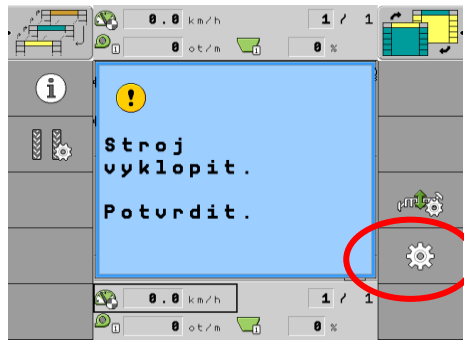 0.0 km/h 1 / 1
0 ot/m 0 %
i
!
Stroj
vyklopit.
Potvrdit.
0.0 km/h 1 / 1
0 ot/m 0 %